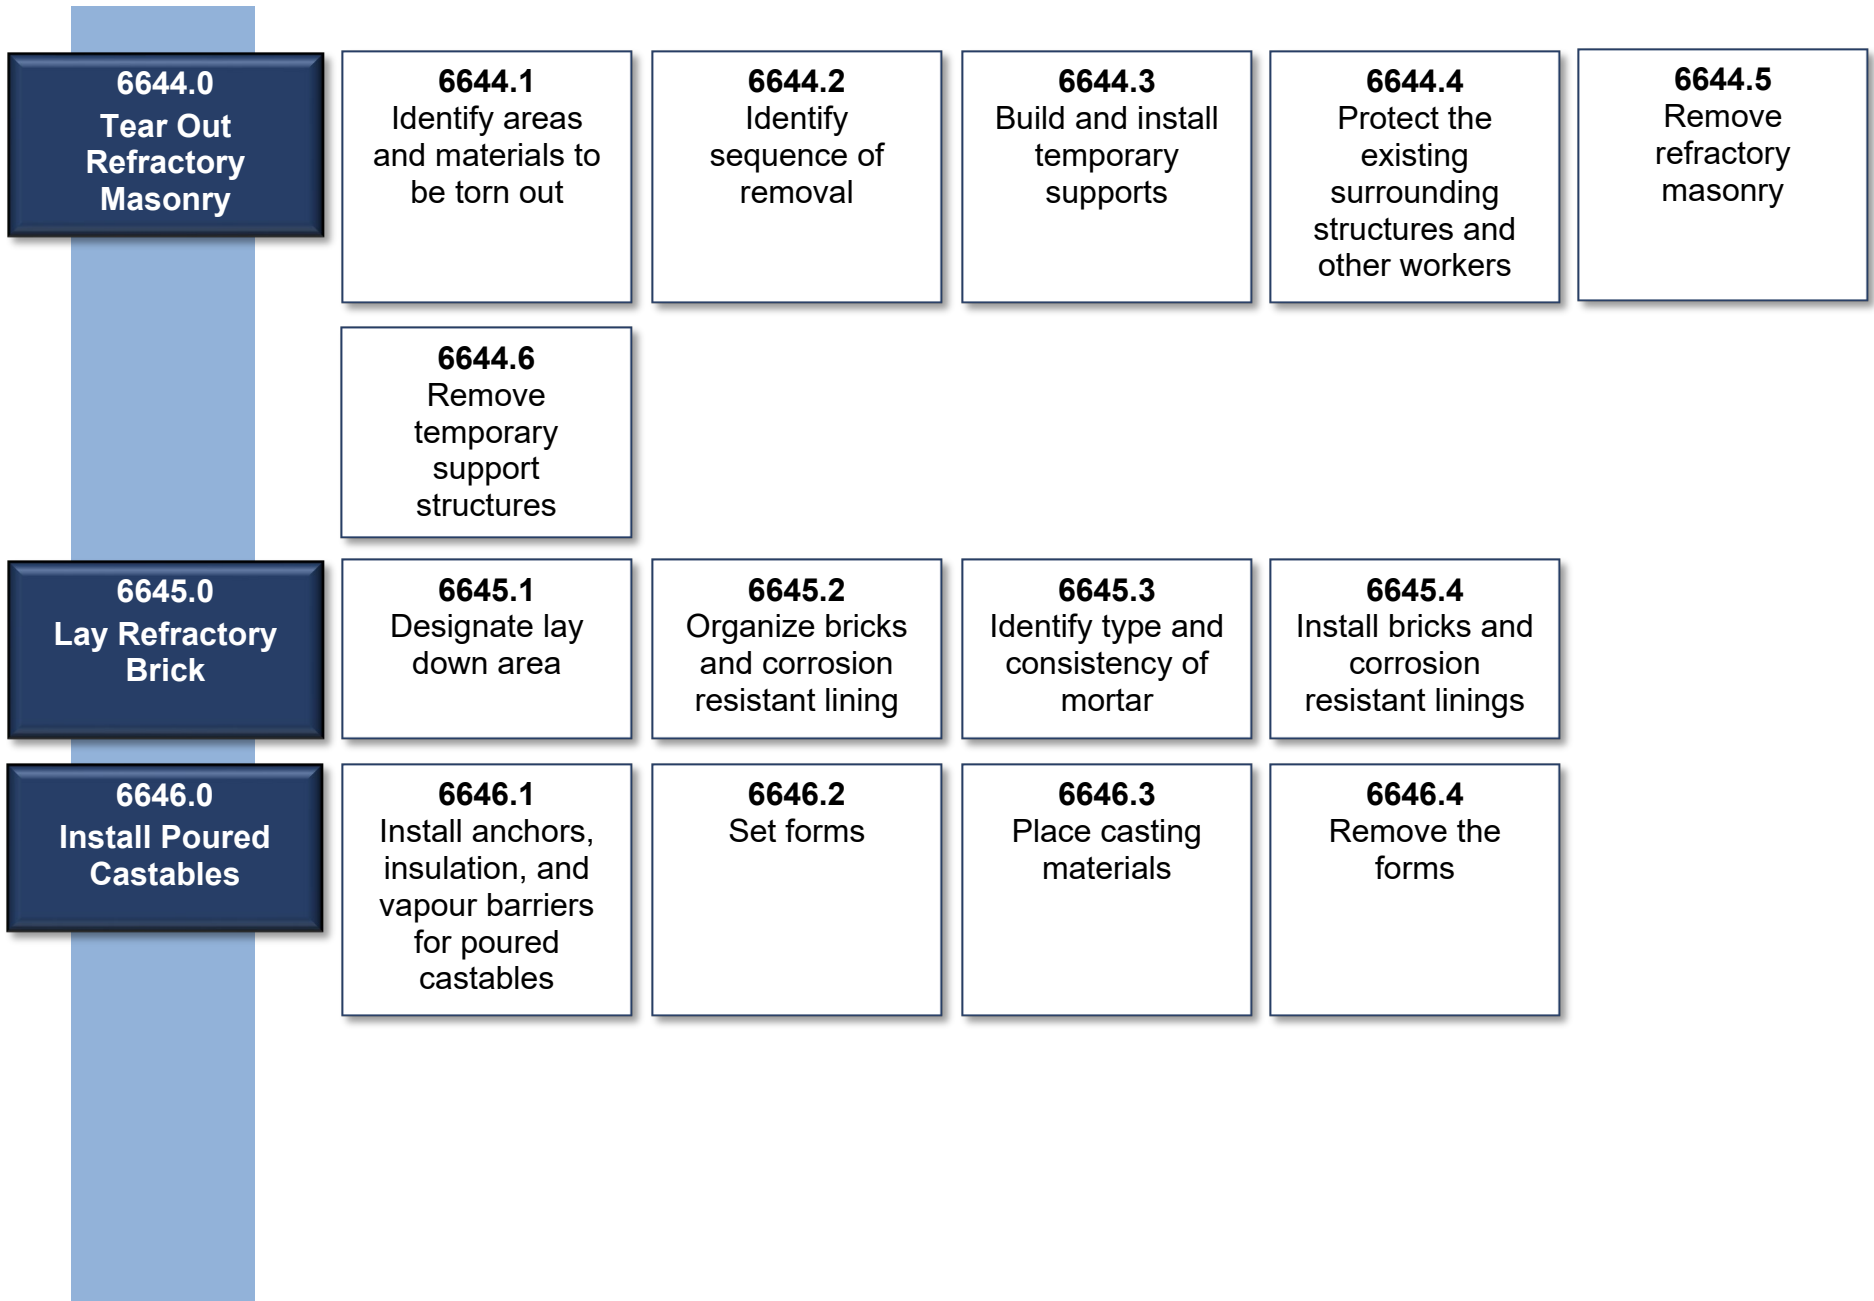 6644.0
Tear Out
Refractory
Masonry
6644.1
Identify areas
and materials to
be torn out
6644.2
Identify
sequence of
removal
6644.3
Build and install
temporary
supports
6644.4
Protect the
existing
surrounding
structures and
other workers
6644.5
Remove
refractory
masonry
6644.6
Remove
temporary
support
structures
6645.0
Lay Refractory
Brick
6645.1
Designate lay
down area
6645.2
Organize bricks
and corrosion
resistant lining
6645.3
Identify type and
consistency of
mortar
6645.4
Install bricks and
corrosion
resistant linings
6646.0
Install Poured
Castables
6646.1
Install anchors,
insulation, and
vapour barriers
for poured
castables
6646.2
Set forms
6646.3
Place casting
materials
6646.4
Remove the
forms